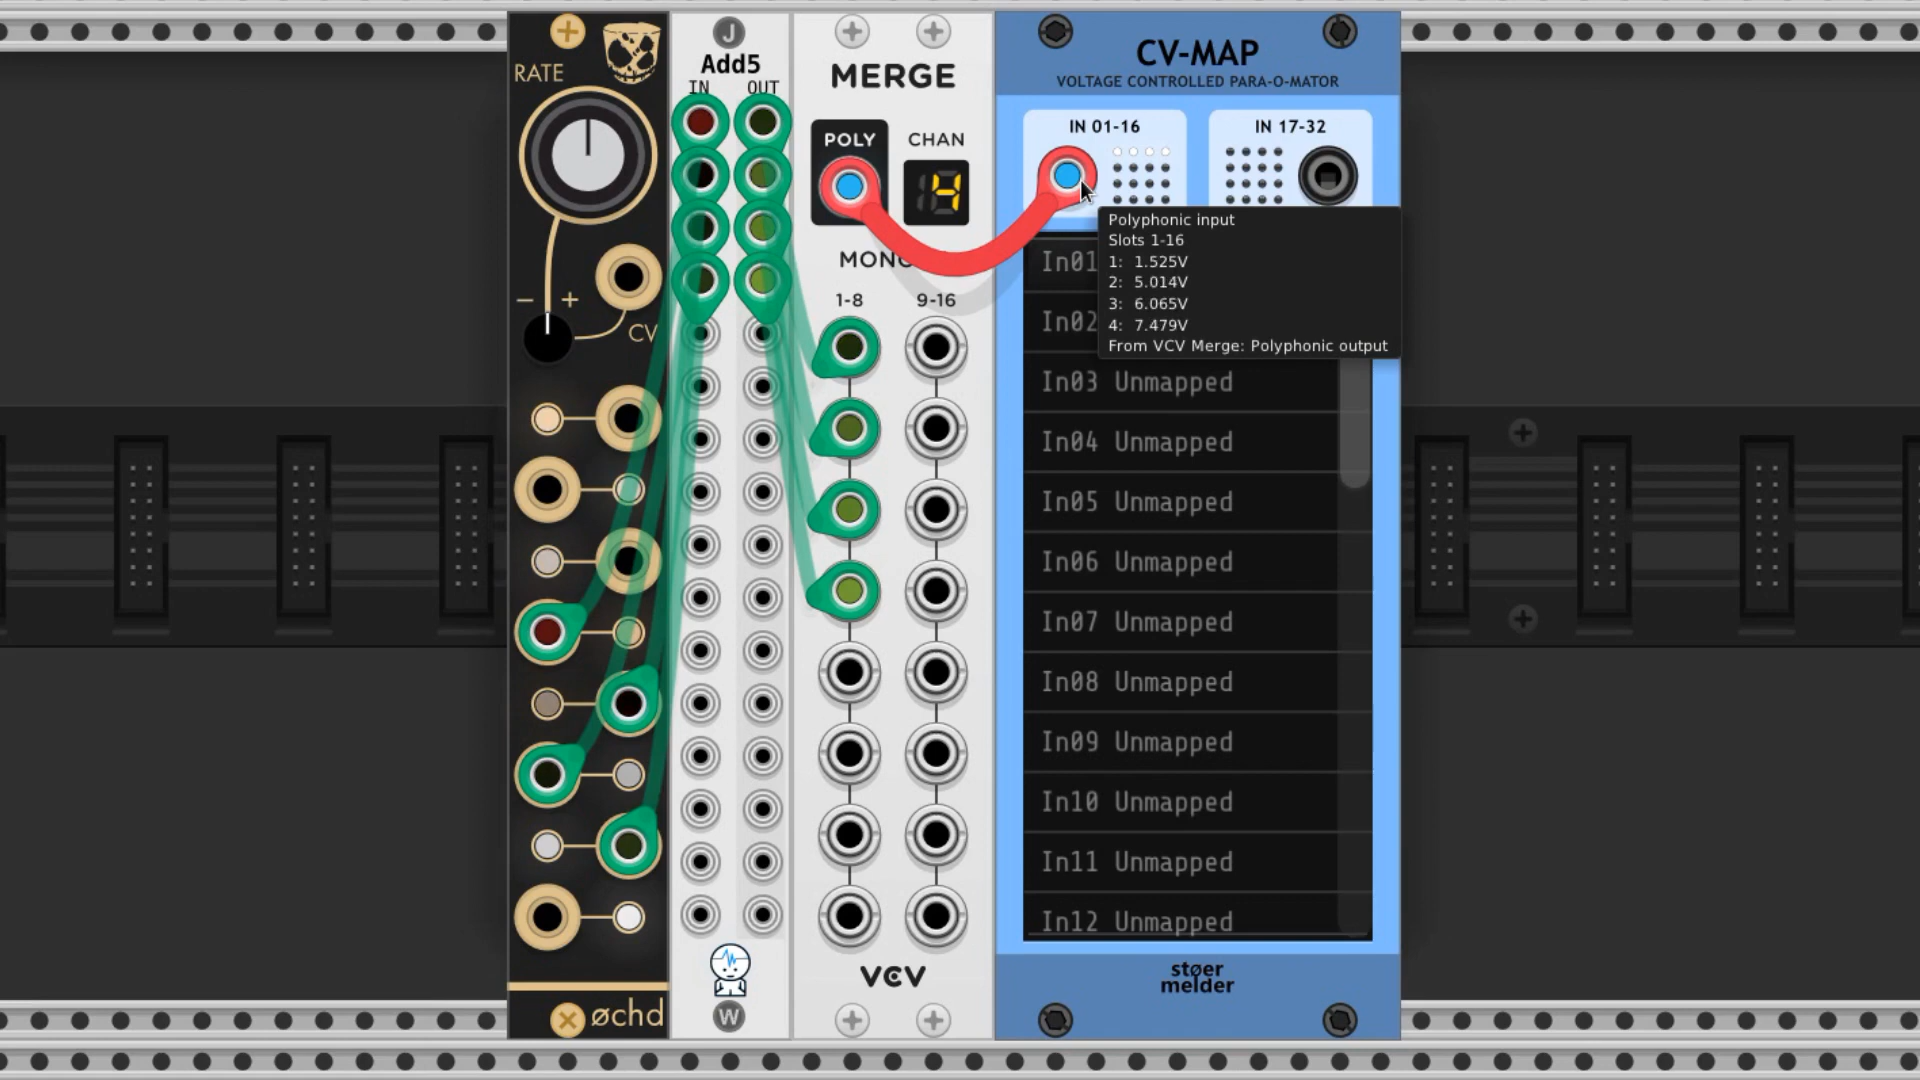 RATE
− +
CV
øchd
J
Add5
IN OUT
W
MERGE
POLY CHAN
4
MONO
1-8 9-16
VCV
CV-MAP
VOLTAGE CONTROLLED PARA-O-MATOR
IN 01-16 IN 17-32
Polyphonic input
Slots 1-16
1: 1.525V
2: 5.014V
3: 6.065V
4: 7.479V
From VCV Merge: Polyphonic output
In01
In02
In03 Unmapped
In04 Unmapped
In05 Unmapped
In06 Unmapped
In07 Unmapped
In08 Unmapped
In09 Unmapped
In10 Unmapped
In11 Unmapped
In12 Unmapped
støer
melder